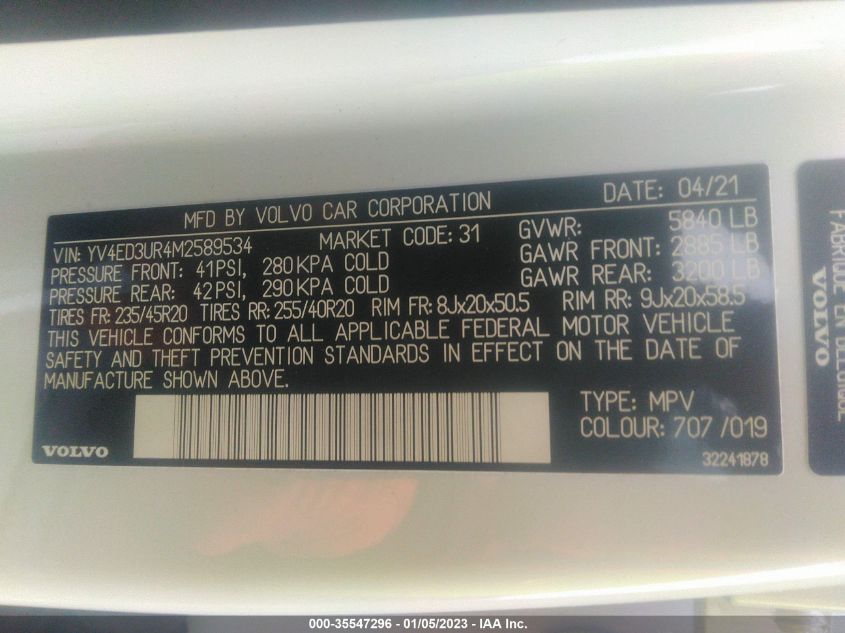 MFD BY VOLVO CAR CORPORATION DATE: 04/21
VIN: YV4ED3UR4M2589534 MARKET CODE: 31 GVWR: 5840 LB
PRESSURE FRONT: 41PSI, 280KPA COLD GAWR FRONT: 2885 LB
PRESSURE REAR: 42PSI, 290KPA COLD GAWR REAR: 3200 LB
TIRES FR: 235/45R20 TIRES RR: 255/40R20 RIM FR: 8Jx20x50.5 RIM RR: 9Jx20x58.5
THIS VEHICLE CONFORMS TO ALL APPLICABLE FEDERAL MOTOR VEHICLE
SAFETY AND THEFT PREVENTION STANDARDS IN EFFECT ON THE DATE OF
MANUFACTURE SHOWN ABOVE.
TYPE: MPV
COLOUR: 707 /019
VOLVO
32241878
FABRIQUE EN
VOLVO
000-35547296 - 01/05/2023 - IAA Inc.